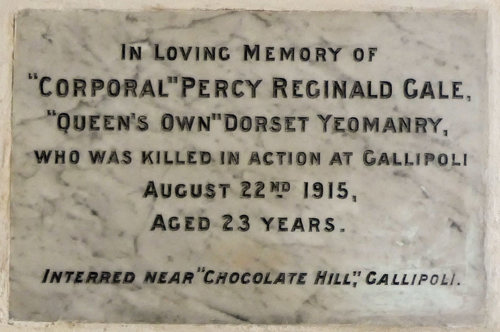 In Loving Memory of
"Corporal" Percy Reginald Gale,
"Queen's Own" Dorset Yeomanry,
who was killed in action at Gallipoli
August 22nd 1915,
Aged 23 years.
Interred near "Chocolate Hill," Gallipoli.